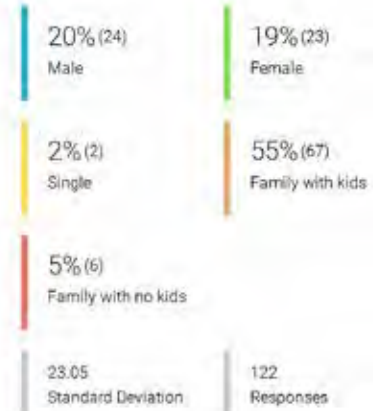 20% (24)
Male
19% (23)
Female
2% (2)
Single
55% (67)
Family with kids
5% (6)
Family with no kids
23.05
Standard Deviation
122
Responses